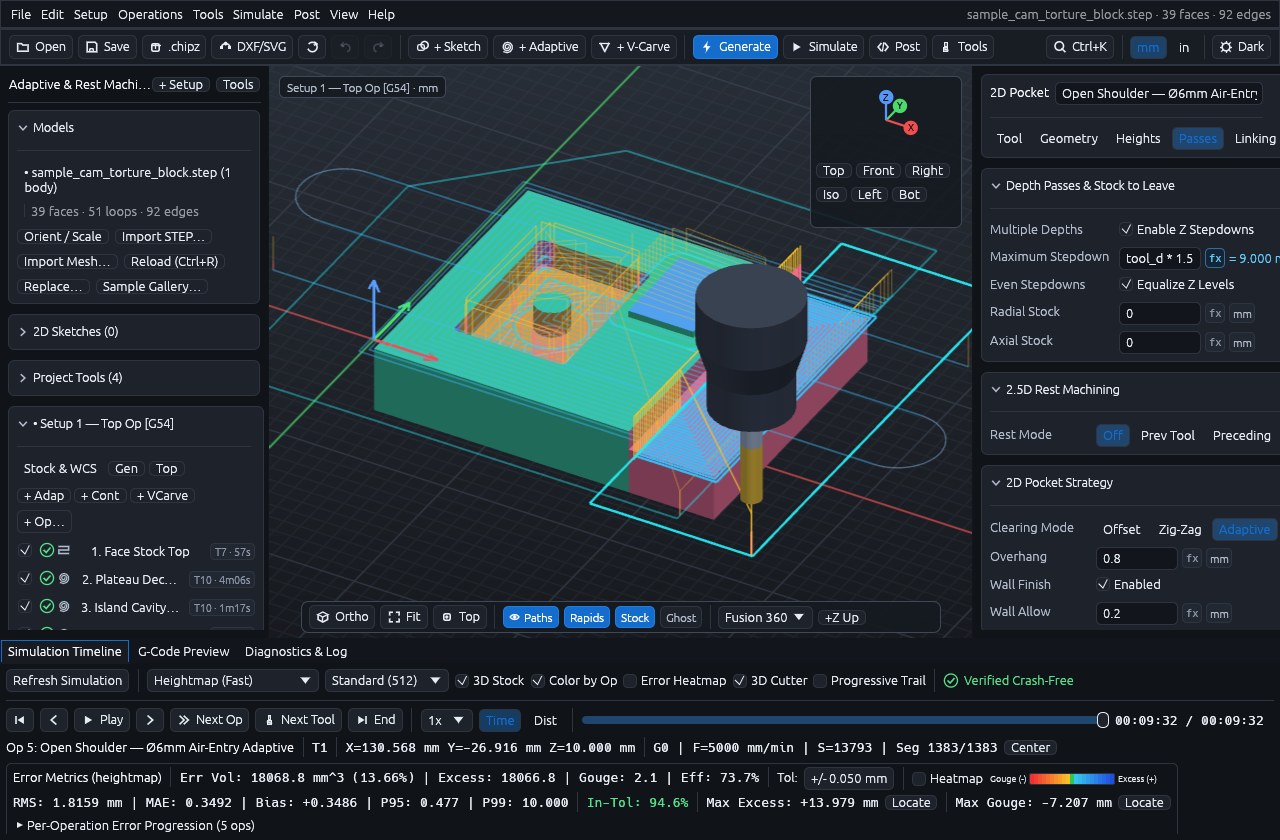 File Edit Setup Operations Tools Simulate Post View Help sample_cam_torture_block.step · 39 faces · 92 edges
Open Save .chipz DXF/SVG + Sketch + Adaptive + V-Carve Generate Simulate Post Tools Ctrl+K mm in Dark
Adaptive & Rest Machi... + Setup Tools
Models
• sample_cam_torture_block.step (1
body)
39 faces · 51 loops · 92 edges
Orient / Scale Import STEP...
Import Mesh... Reload (Ctrl+R)
Replace... Sample Gallery...
2D Sketches (0)
Project Tools (4)
• Setup 1 — Top Op [G54]
Stock & WCS Gen Top
+ Adap + Cont + VCarve
+ Op...
1. Face Stock Top T7 · 57s
2. Plateau Dec... T10 · 4m06s
3. Island Cavity... T10 · 1m17s
Setup 1 — Top Op [G54] · mm
Z
Y
X
Top Front Right
Iso Left Bot
Ortho Fit Top Paths Rapids Stock Ghost Fusion 360 +Z Up
2D Pocket Open Shoulder — Ø6mm Air-Entry
Tool Geometry Heights Passes Linking
Depth Passes & Stock to Leave
Multiple Depths Enable Z Stepdowns
Maximum Stepdown tool_d * 1.5 fx = 9.000 m
Even Stepdowns Equalize Z Levels
Radial Stock 0 fx mm
Axial Stock 0 fx mm
2.5D Rest Machining
Rest Mode Off Prev Tool Preceding
2D Pocket Strategy
Clearing Mode Offset Zig-Zag Adaptive
Overhang 0.8 fx mm
Wall Finish Enabled
Wall Allow 0.2 fx mm
Simulation Timeline G-Code Preview Diagnostics & Log
Refresh Simulation Heightmap (Fast) Standard (512) 3D Stock Color by Op Error Heatmap 3D Cutter Progressive Trail Verified Crash-Free
Play Next Op Next Tool End 1x Time Dist 00:09:32 / 00:09:32
Op 5: Open Shoulder — Ø6mm Air-Entry Adaptive T1 X=130.568 mm Y=-26.916 mm Z=10.000 mm G0 | F=5000 mm/min | S=13793 | Seg 1383/1383 Center
Error Metrics (heightmap) Err Vol: 18068.8 mm^3 (13.66%) | Excess: 18066.8 | Gouge: 2.1 | Eff: 73.7% Tol: +/-0.050 mm Heatmap Gouge (-) Excess (+)
RMS: 1.8159 mm | MAE: 0.3492 | Bias: +0.3486 | P95: 0.477 | P99: 10.000 In-Tol: 94.6% Max Excess: +13.979 mm Locate Max Gouge: -7.207 mm Locate
Per-Operation Error Progression (5 ops)